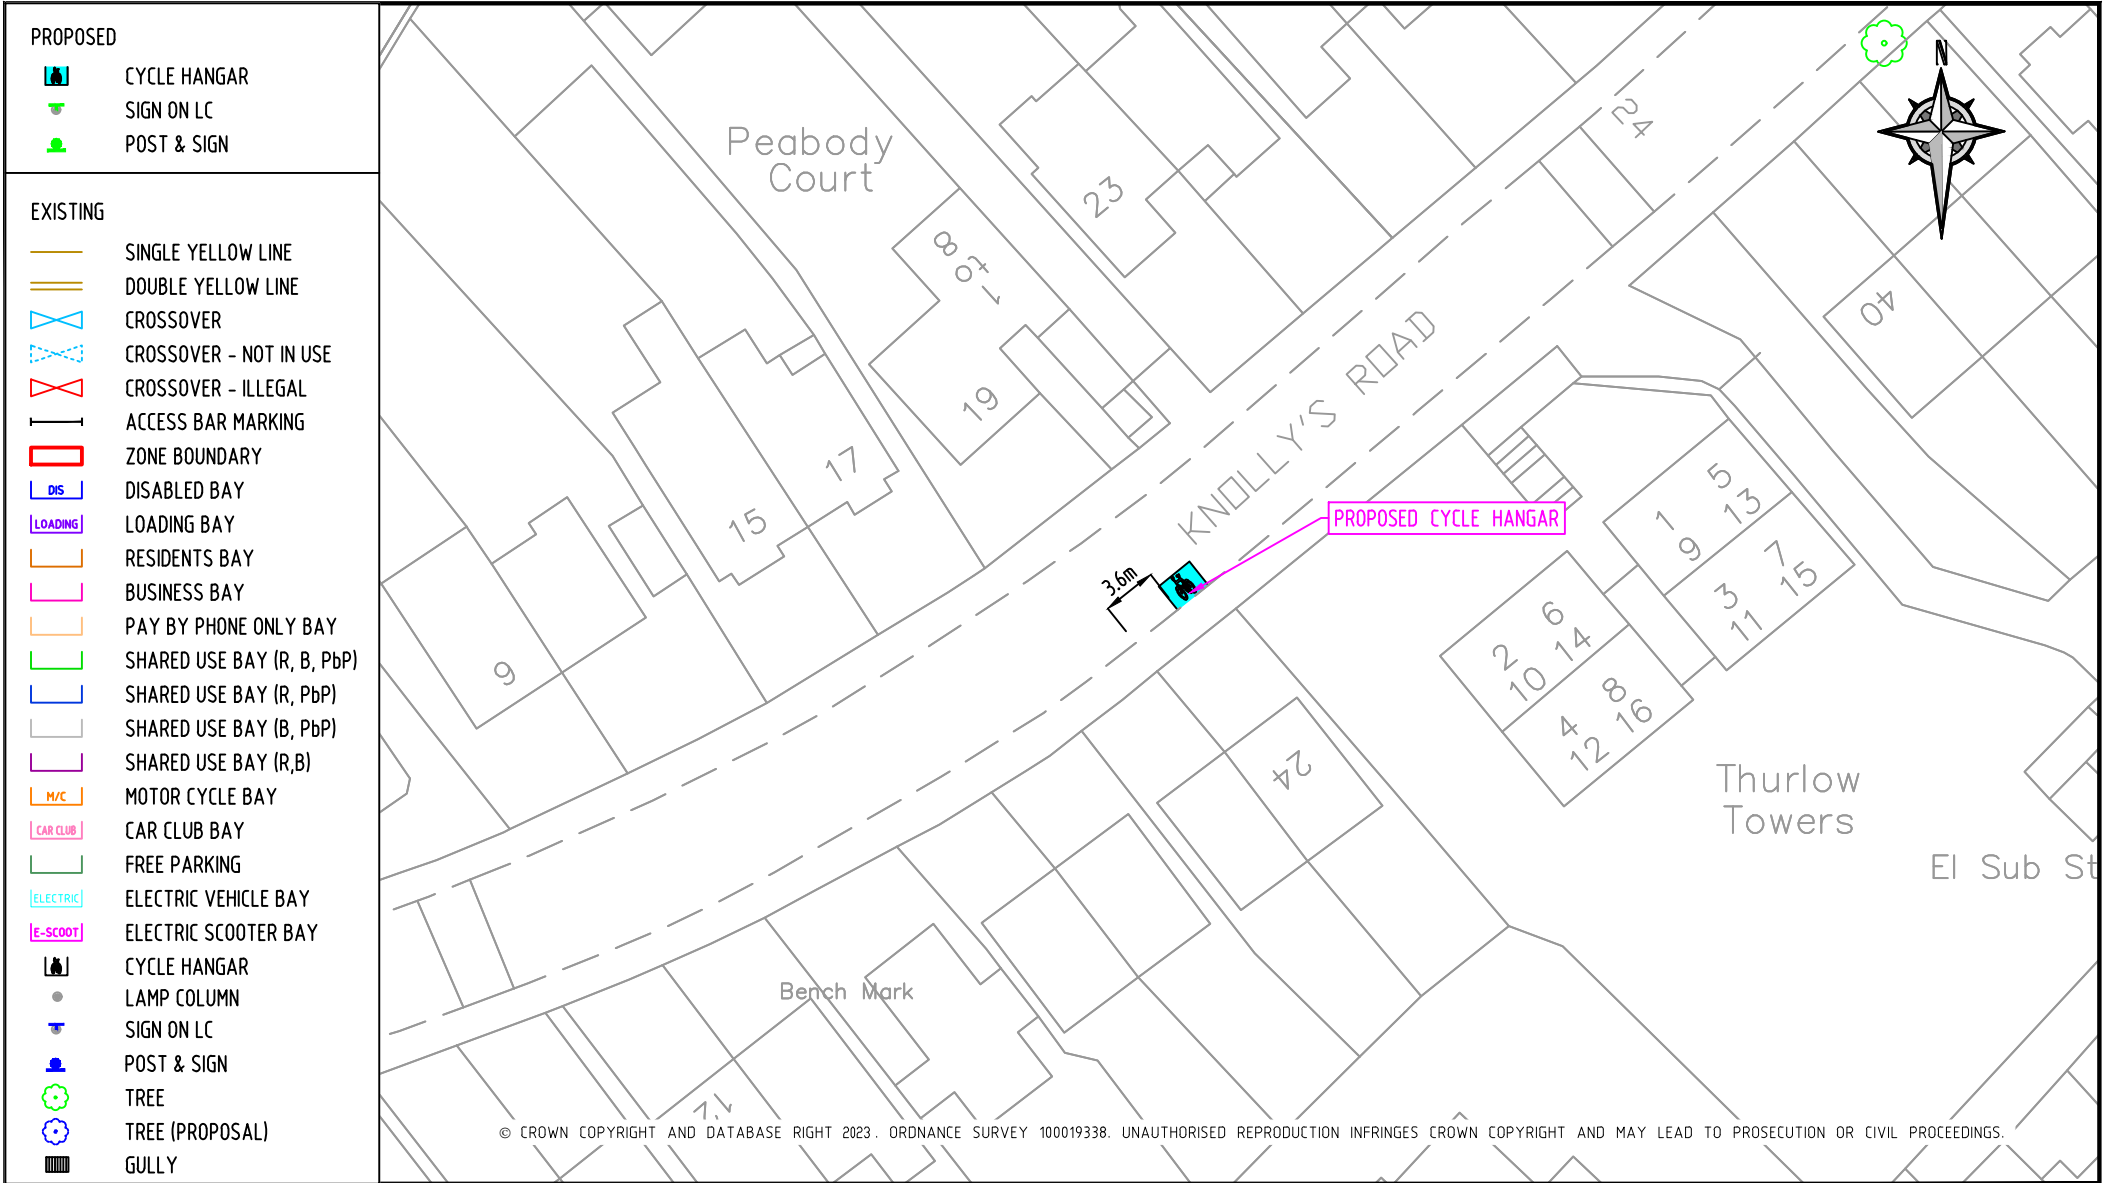 PROPOSED
CYCLE HANGAR
SIGN ON LC
POST & SIGN
EXISTING
SINGLE YELLOW LINE
DOUBLE YELLOW LINE
CROSSOVER
CROSSOVER - NOT IN USE
CROSSOVER - ILLEGAL
ACCESS BAR MARKING
ZONE BOUNDARY
DIS DISABLED BAY
LOADING LOADING BAY
RESIDENTS BAY
BUSINESS BAY
PAY BY PHONE ONLY BAY
SHARED USE BAY (R, B, PbP)
SHARED USE BAY (R, PbP)
SHARED USE BAY (B, PbP)
SHARED USE BAY (R,B)
M/C MOTOR CYCLE BAY
CAR CLUB CAR CLUB BAY
FREE PARKING
ELECTRIC ELECTRIC VEHICLE BAY
E-SCOOT ELECTRIC SCOOTER BAY
CYCLE HANGAR
LAMP COLUMN
SIGN ON LC
POST & SIGN
TREE
TREE (PROPOSAL)
GULLY
N
Peabody
Court
24
23
1 to 8
40
19
KNOLLY'S ROAD
17
15
PROPOSED CYCLE HANGAR
3.6m
9
1 5
9 13
3 7
11 15
2 6
10 14
4 8
12 16
24
Thurlow
Towers
El Sub St
Bench Mark
12
© CROWN COPYRIGHT AND DATABASE RIGHT 2023. ORDNANCE SURVEY 100019338. UNAUTHORISED REPRODUCTION INFRINGES CROWN COPYRIGHT AND MAY LEAD TO PROSECUTION OR CIVIL PROCEEDINGS.